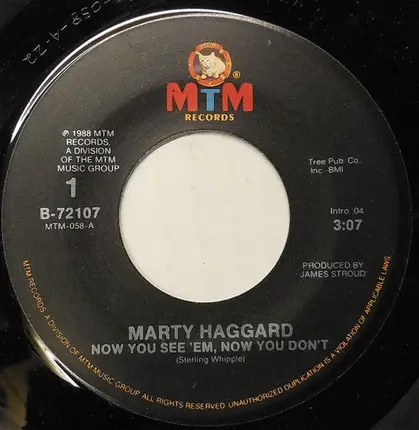 -058-A-22
MTM
®
RECORDS
℗ 1988 MTM
RECORDS,
A DIVISION
OF THE MTM
MUSIC GROUP
1
B-72107
MTM-058-A
Tree Pub Co.,
Inc.-BMI
Intro :04
3:07
PRODUCED BY
JAMES STROUD
MARTY HAGGARD
NOW YOU SEE 'EM, NOW YOU DON'T
(Sterling Whipple)
MTM RECORDS, A DIVISION OF MTM MUSIC GROUP. ALL RIGHTS RESERVED. UNAUTHORIZED DUPLICATION IS A VIOLATION OF APPLICABLE LAWS